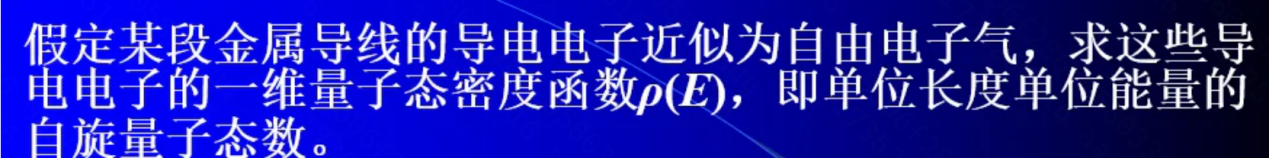 假定某段金属导线的导电电子近似为自由电子气，求这些导
电电子的一维量子态密度函数ρ(E)，即单位长度单位能量的
自旋量子态数。